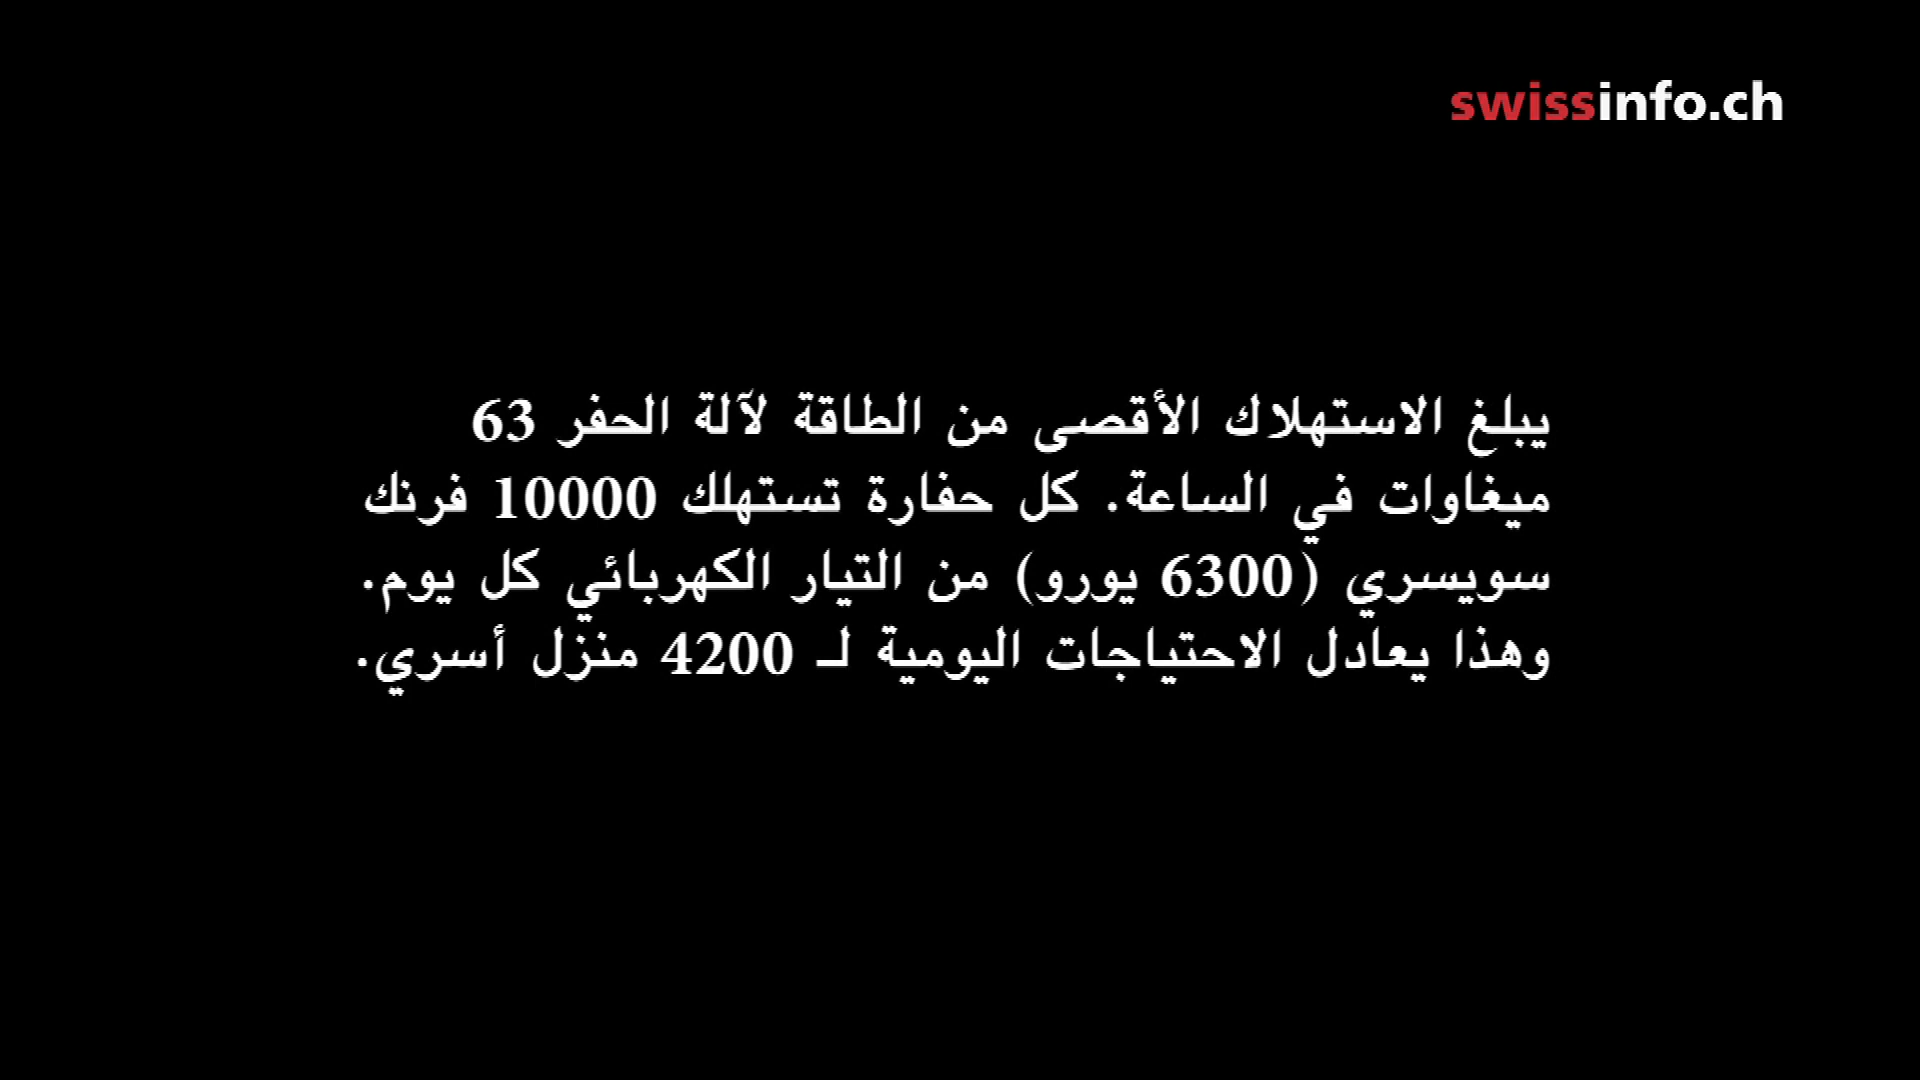 swissinfo.ch
يبلغ الاستهلاك الأقصى من الطاقة لآلة الحفر 63
ميغاوات في الساعة. كل حفارة تستهلك 10000 فرنك
سويسري (6300 يورو) من التيار الكهربائي كل يوم.
وهذا يعادل الاحتياجات اليومية لـ 4200 منزل أسري.